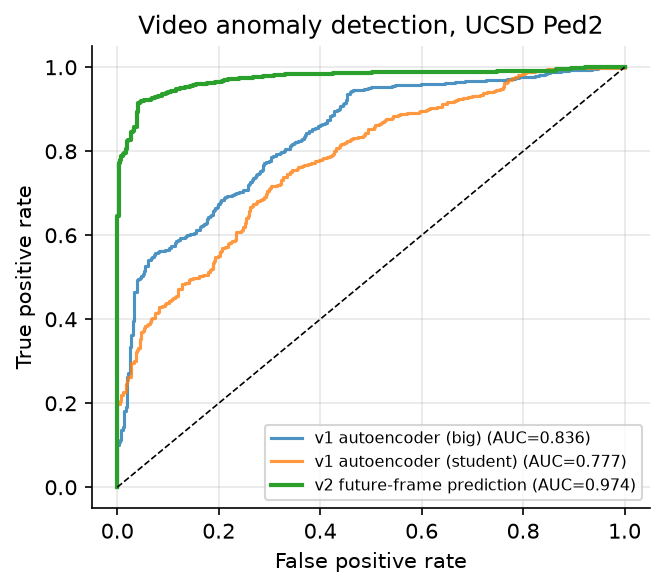 Video anomaly detection, UCSD Ped2
True positive rate
1.0
0.8
0.6
0.4
0.2
0.0
v1 autoencoder (big) (AUC=0.836)
v1 autoencoder (student) (AUC=0.777)
v2 future-frame prediction (AUC=0.974)
0.0 0.2 0.4 0.6 0.8 1.0
False positive rate